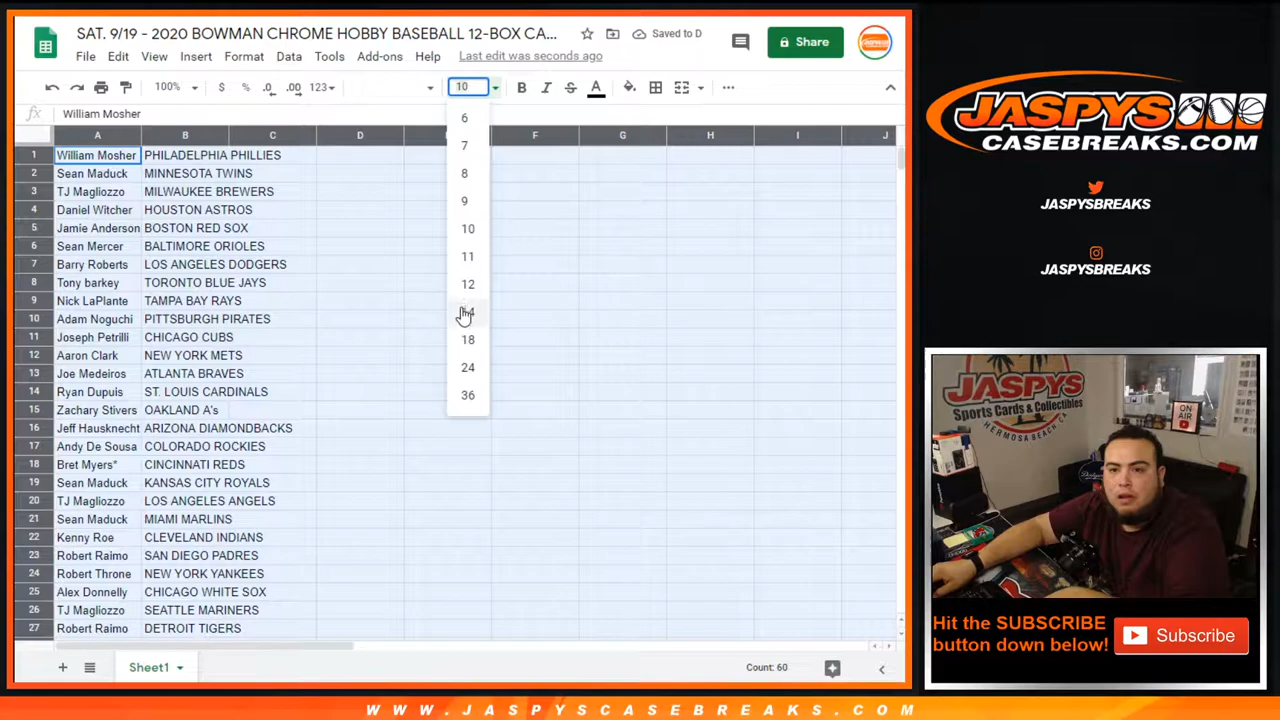 SAT. 9/19 - 2020 BOWMAN CHROME HOBBY BASEBALL 12-BOX CA...
Saved to D
Share
File Edit View Insert Format Data Tools Add-ons Help
Last edit was seconds ago
100% $ % .0 .00 123 10 B I S A
fx William Mosher
A B C D F G H I J
1 William Mosher PHILADELPHIA PHILLIES
2 Sean Maduck MINNESOTA TWINS
3 TJ Magliozzo MILWAUKEE BREWERS
4 Daniel Witcher HOUSTON ASTROS
5 Jamie Anderson BOSTON RED SOX
6 Sean Mercer BALTIMORE ORIOLES
7 Barry Roberts LOS ANGELES DODGERS
8 Tony barkey TORONTO BLUE JAYS
9 Nick LaPlante TAMPA BAY RAYS
10 Adam Noguchi PITTSBURGH PIRATES
11 Joseph Petrilli CHICAGO CUBS
12 Aaron Clark NEW YORK METS
13 Joe Medeiros ATLANTA BRAVES
14 Ryan Dupuis ST. LOUIS CARDINALS
15 Zachary Stivers OAKLAND A's
16 Jeff Hausknecht ARIZONA DIAMONDBACKS
17 Andy De Sousa COLORADO ROCKIES
18 Bret Myers* CINCINNATI REDS
19 Sean Maduck KANSAS CITY ROYALS
20 TJ Magliozzo LOS ANGELES ANGELS
21 Sean Maduck MIAMI MARLINS
22 Kenny Roe CLEVELAND INDIANS
23 Robert Raimo SAN DIEGO PADRES
24 Robert Throne NEW YORK YANKEES
25 Alex Donnelly CHICAGO WHITE SOX
26 TJ Magliozzo SEATTLE MARINERS
27 Robert Raimo DETROIT TIGERS
6
7
8
9
10
11
12
18
24
36
Sheet1
Count: 60
JASPYS
CASEBREAKS.COM
JASPYSBREAKS
JASPYSBREAKS
JASPYS
Sports Cards & Collectibles
HERMOSA BEACH, CA
ON AIR
Hit the SUBSCRIBE
button down below!
Subscribe
WWW.JASPYSCASEBREAKS.COM